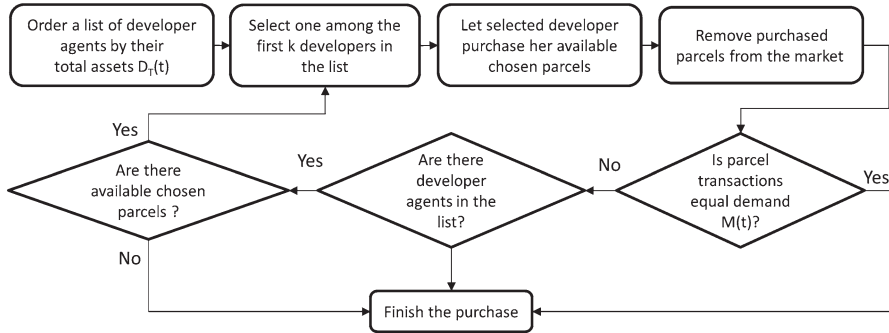 Order a list of developer
agents by their
total assets D_T(t)
Select one among the
first k developers in
the list
Let selected developer
purchase her available
chosen parcels
Remove purchased
parcels from the market
Yes
Are there
available chosen
parcels ?
No
Yes
Are there
developer
agents in the
list?
No
Is parcel
transactions
equal demand
M(t)?
Yes
Finish the purchase